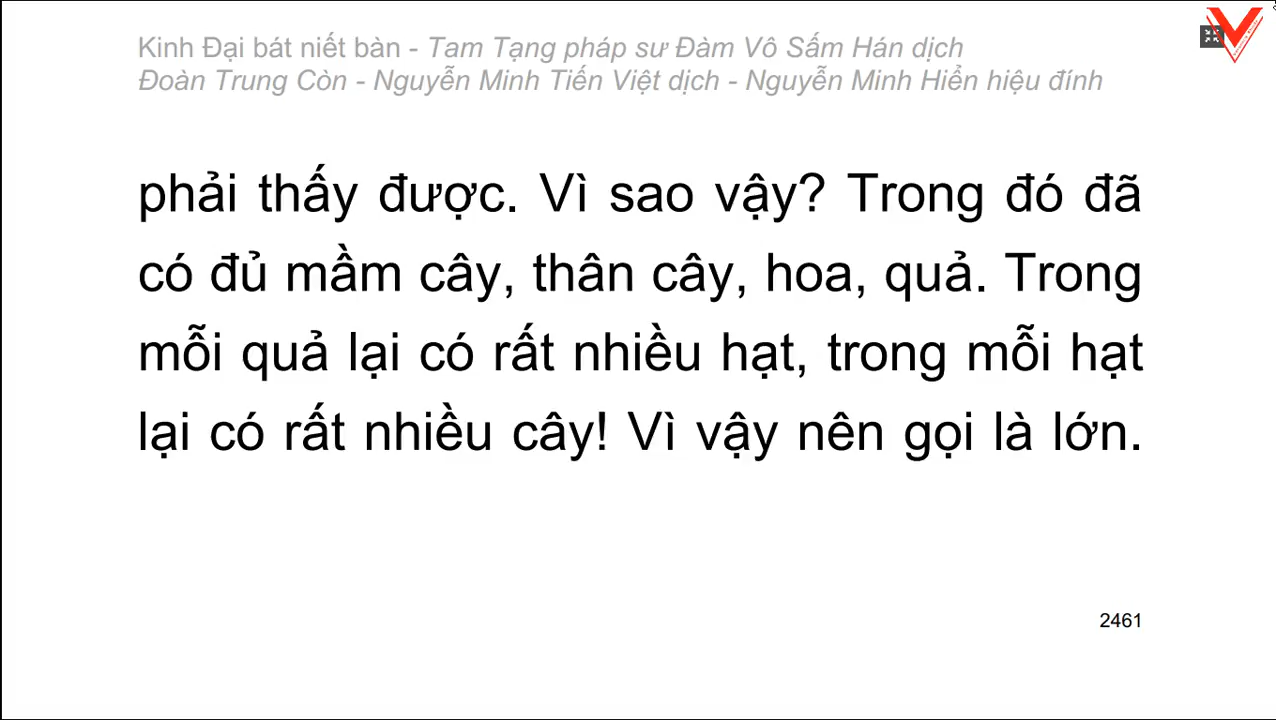 Kinh Đại bát niết bàn - Tam Tạng pháp sư Đàm Vô Sấm Hán dịch
Đoàn Trung Còn - Nguyễn Minh Tiến Việt dịch - Nguyễn Minh Hiển hiệu đính
phải thấy được. Vì sao vậy? Trong đó đã
có đủ mầm cây, thân cây, hoa, quả. Trong
mỗi quả lại có rất nhiều hạt, trong mỗi hạt
lại có rất nhiều cây! Vì vậy nên gọi là lớn.
2461